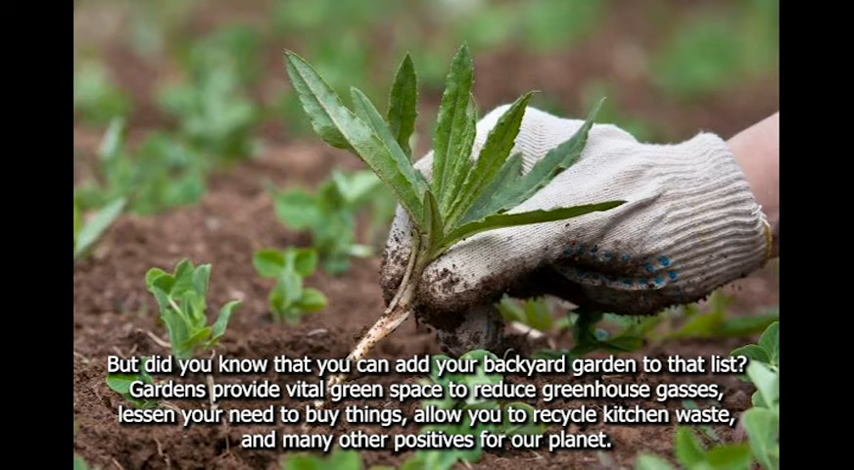 But did you know that you can add your backyard garden to that list?
Gardens provide vital green space to reduce greenhouse gasses,
lessen your need to buy things, allow you to recycle kitchen waste,
and many other positives for our planet.